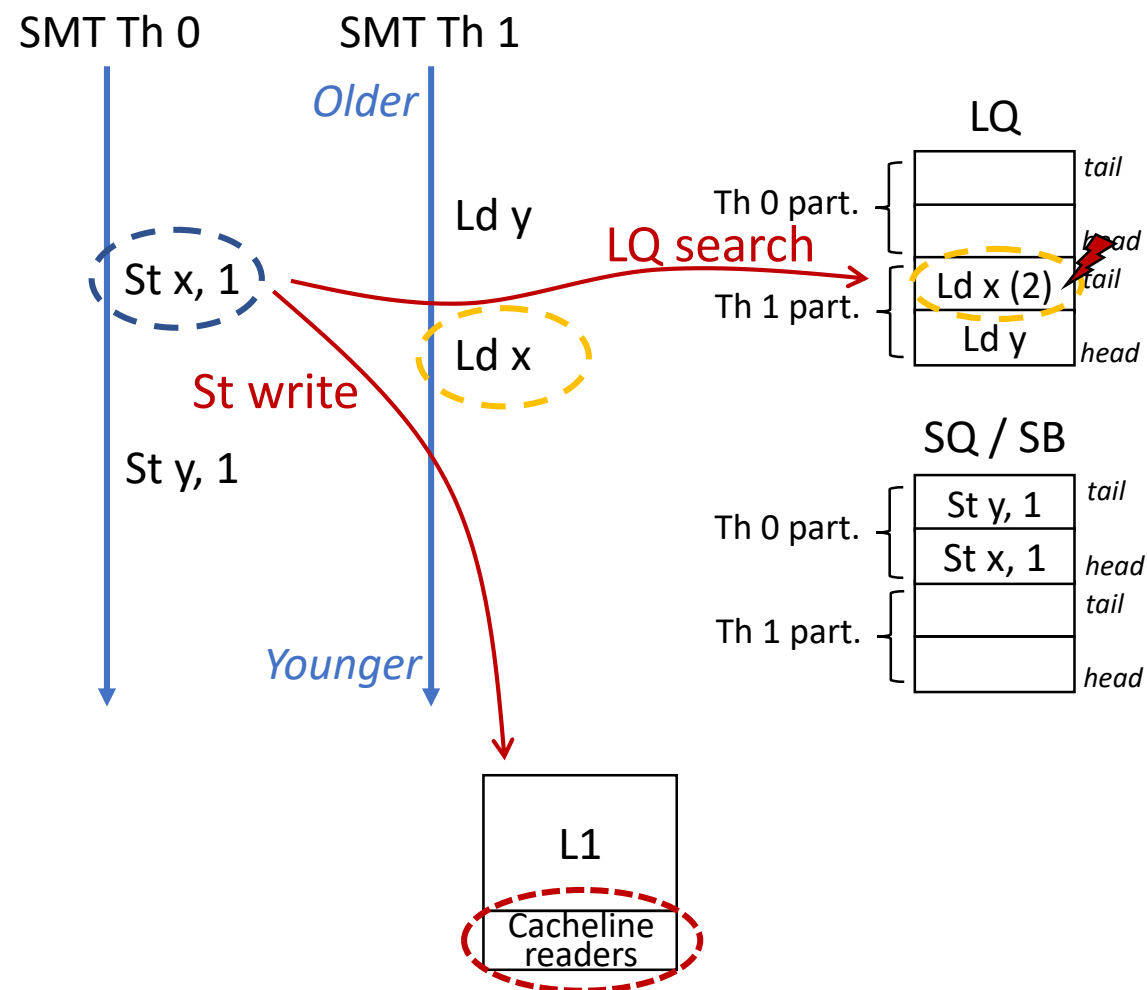 SMT Th 0
SMT Th 1
Older
St x, 1
Ld y
Ld x
St write
LQ search
St y, 1
Younger
LQ
Th 0 part.
tail
head
Th 1 part.
Ld x (2)
tail
Ld y
head
SQ / SB
Th 0 part.
St y, 1
tail
St x, 1
head
Th 1 part.
tail
head
L1
Cacheline
readers